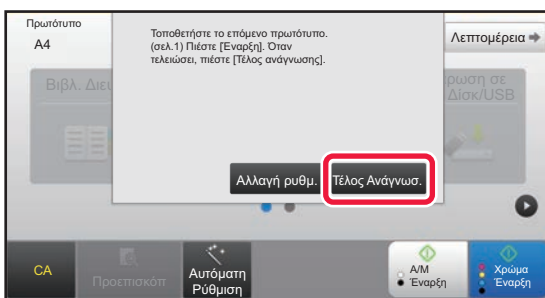 Πρωτότυπο
A4
Τοποθετήστε το επόμενο πρωτότυπο.
(σελ.1) Πιέστε [Έναρξη]. Όταν
τελειώσει, πιέστε [Τέλος ανάγνωσης].
Λεπτομέρεια
Βιβλ. Διευ
ρωση σε
Δίσκ/USB
Αλλαγή ρυθμ.
Τέλος Ανάγνωσ.
CA
Προεπισκόπ
Αυτόματη
Ρύθμιση
Α/Μ
Έναρξη
Χρώμα
Έναρξη